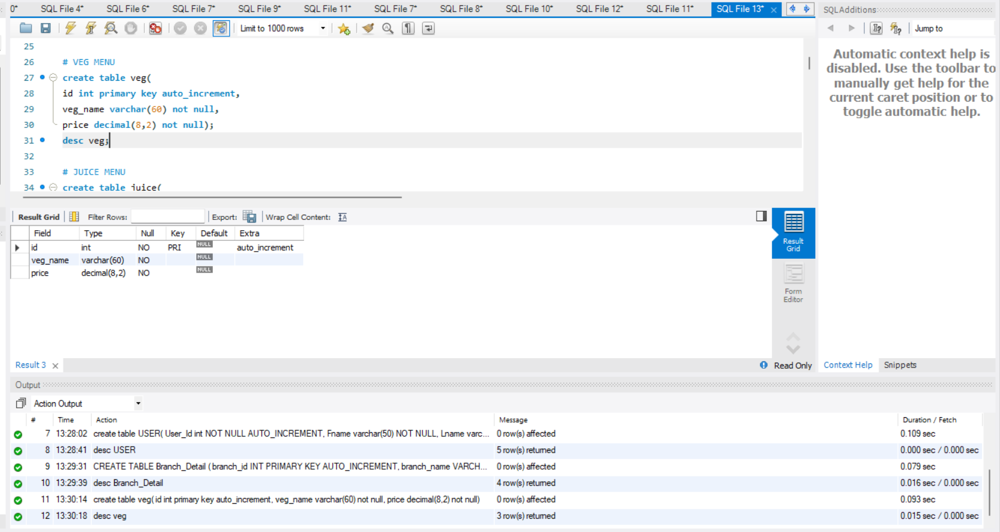 0*	SQL File 4*	SQL File 6*	SQL File 7*	SQL File 9*	SQL File 11*	SQL File 7*	SQL File 8*	SQL File 10*	SQL File 12*	SQL File 11*	SQL File 13*	SQLAdditions
Limit to 1000 rows	Jump to
25
26 # VEG MENU
27 create table veg(
28 id int primary key auto_increment,
29 veg_name varchar(60) not null,
30 price decimal(8,2) not null);
31 desc veg;
32
33 # JUICE MENU
34 create table juice(
Automatic context help is
disabled. Use the toolbar to
manually get help for the
current caret position or to
toggle automatic help.
Result Grid	Filter Rows:	Export:	Wrap Cell Content:
Field	Type	Null	Key	Default	Extra
id	int	NO	PRI	NULL	auto_increment
veg_name	varchar(60)	NO		NULL
price	decimal(8,2)	NO		NULL
Result
Grid
Form
Editor
Result 3	Read Only	Context Help	Snippets
Output
Action Output
#	Time	Action	Message	Duration / Fetch
7	13:28:02	create table USER( User_Id int NOT NULL AUTO_INCREMENT, Fname varchar(50) NOT NULL, Lname varc...	0 row(s) affected	0.109 sec
8	13:28:41	desc USER	5 row(s) returned	0.000 sec / 0.000 sec
9	13:29:31	CREATE TABLE Branch_Detail ( branch_id INT PRIMARY KEY AUTO_INCREMENT, branch_name VARCH...	0 row(s) affected	0.079 sec
10	13:29:39	desc Branch_Detail	4 row(s) returned	0.016 sec / 0.000 sec
11	13:30:14	create table veg( id int primary key auto_increment, veg_name varchar(60) not null, price decimal(8,2) not null)	0 row(s) affected	0.093 sec
12	13:30:18	desc veg	3 row(s) returned	0.015 sec / 0.000 sec